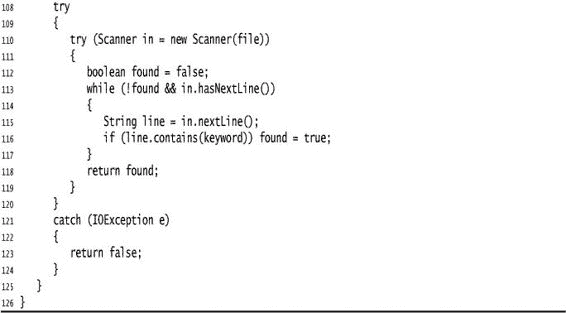 108 try
109 {
110 try (Scanner in = new Scanner(file))
111 {
112 boolean found = false;
113 while (!found && in.hasNextLine())
114 {
115 String line = in.nextLine();
116 if (line.contains(keyword)) found = true;
117 }
118 return found;
119 }
120 }
121 catch (IOException e)
122 {
123 return false;
124 }
125 }
126 }